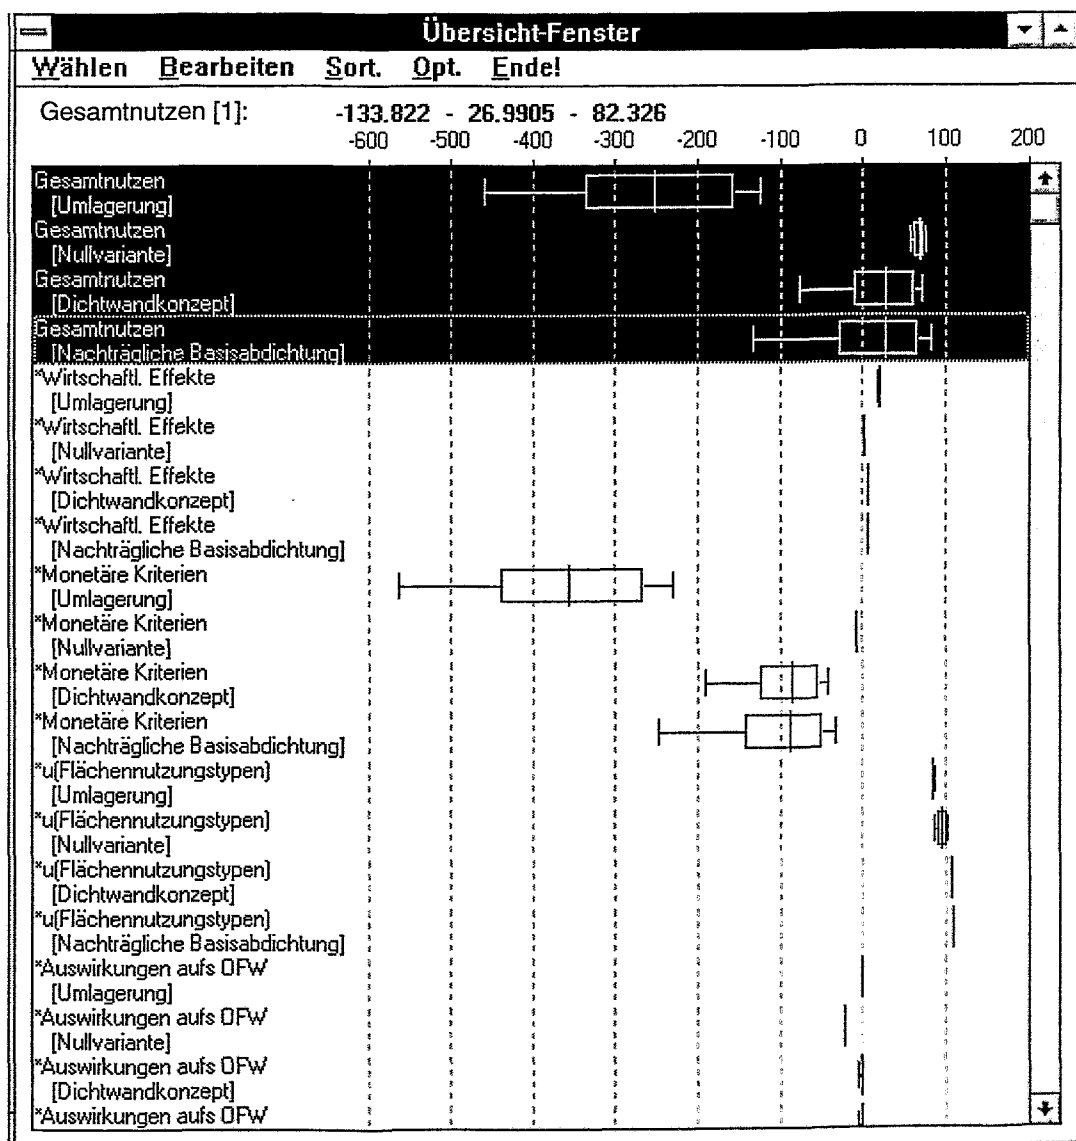 Übersicht-Fenster
Wählen Bearbeiten Sort. Opt. Ende!
Gesamtnutzen [1]: -133.822 - 26.9905 - 82.326
-600 -500 -400 -300 -200 -100 0 100 200
Gesamtnutzen
[Umlagerung]
Gesamtnutzen
[Nullvariante]
Gesamtnutzen
[Dichtwandkonzept]
Gesamtnutzen
[Nachträgliche Basisabdichtung]
*Wirtschaftl. Effekte
[Umlagerung]
*Wirtschaftl. Effekte
[Nullvariante]
*Wirtschaftl. Effekte
[Dichtwandkonzept]
*Wirtschaftl. Effekte
[Nachträgliche Basisabdichtung]
*Monetäre Kriterien
[Umlagerung]
*Monetäre Kriterien
[Nullvariante]
*Monetäre Kriterien
[Dichtwandkonzept]
*Monetäre Kriterien
[Nachträgliche Basisabdichtung]
*u(Flächennutzungstypen)
[Umlagerung]
*u(Flächennutzungstypen)
[Nullvariante]
*u(Flächennutzungstypen)
[Dichtwandkonzept]
*u(Flächennutzungstypen)
[Nachträgliche Basisabdichtung]
*Auswirkungen aufs OFW
[Umlagerung]
*Auswirkungen aufs OFW
[Nullvariante]
*Auswirkungen aufs OFW
[Dichtwandkonzept]
*Auswirkungen aufs OFW